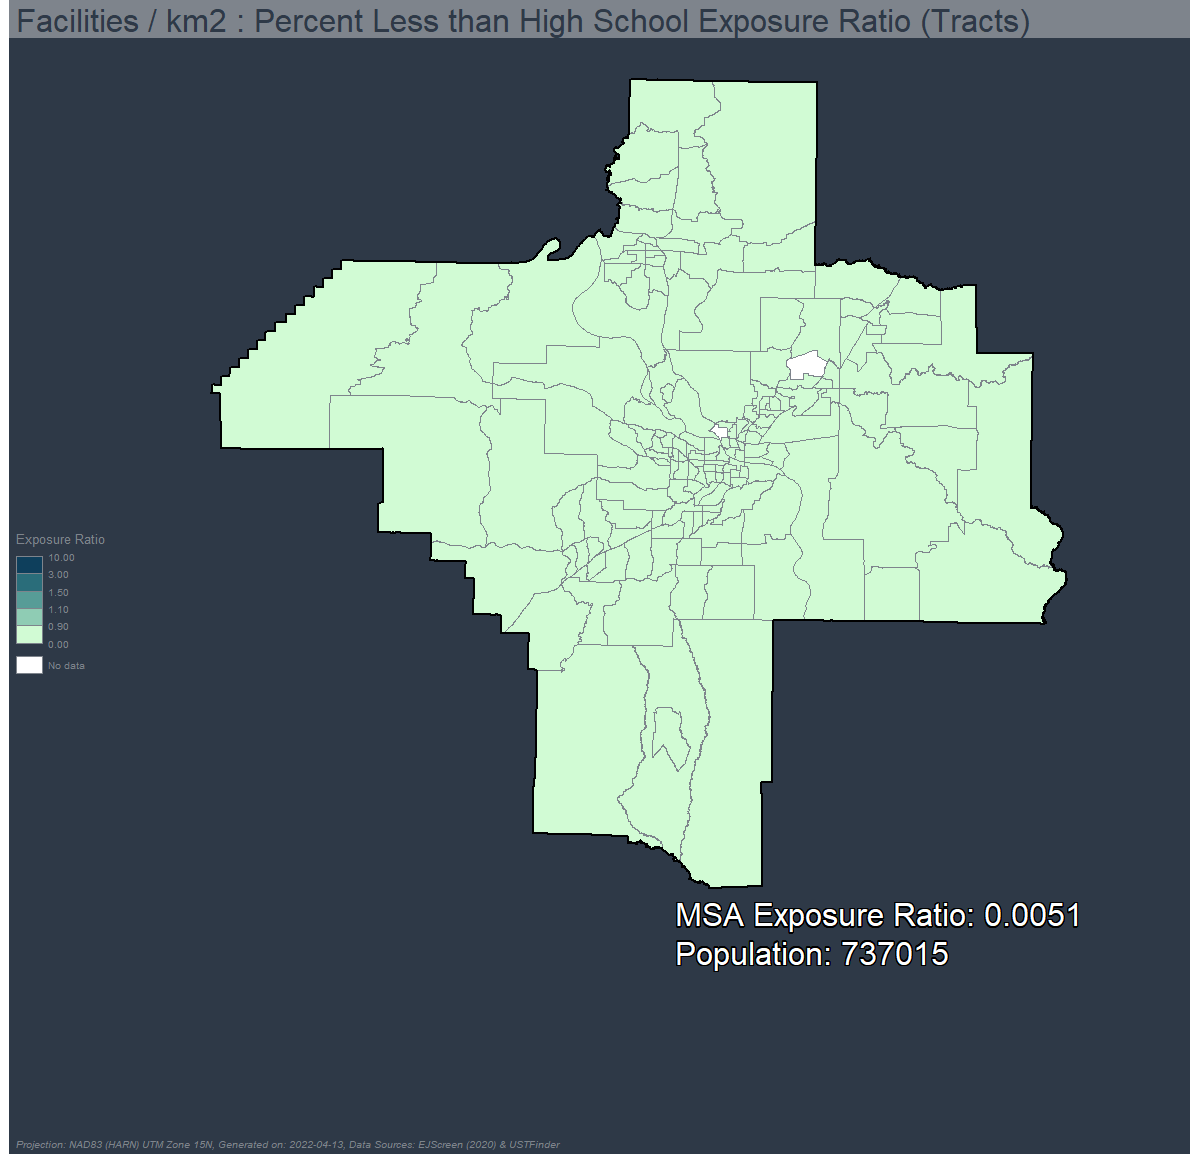 Facilities / km2 : Percent Less than High School Exposure Ratio (Tracts)
Exposure Ratio
10.00
3.00
1.50
1.10
0.90
0.00
No data
MSA Exposure Ratio: 0.0051
Population: 737015
Projection: NAD83 (HARN) UTM Zone 15N, Generated on: 2022-04-13, Data Sources: EJScreen (2020) & USTFinder